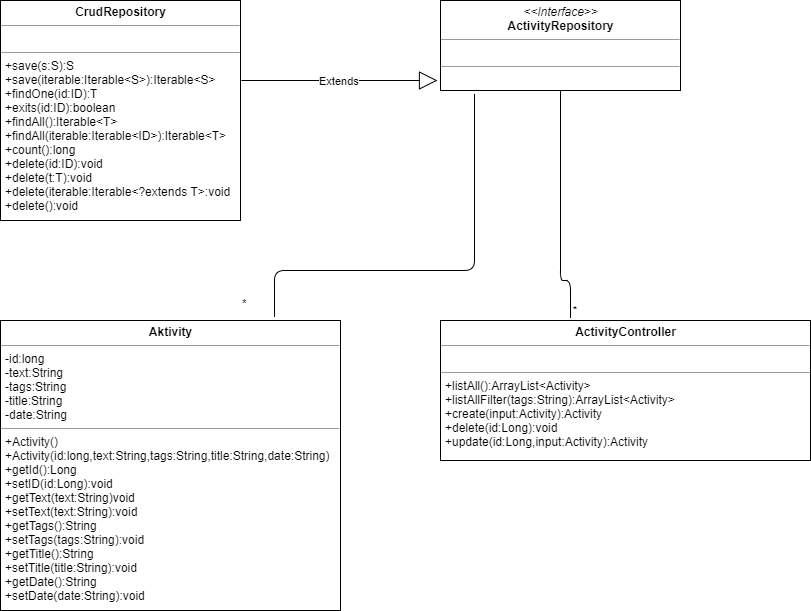 CrudRepository
+save(s:S):S
+save(iterable:Iterable<S>):Iterable<S>
+findOne(id:ID):T
+exits(id:ID):boolean
+findAll():Iterable<T>
+findAll(iterable:Iterable<ID>):Iterable<T>
+count():long
+delete(id:ID):void
+delete(t:T):void
+delete(iterable:Iterable<?extends T>:void
+delete():void
Extends
<<Interface>>
ActivityRepository
*
*
Aktivity
-id:long
-text:String
-tags:String
-title:String
-date:String
+Activity()
+Activity(id:long,text:String,tags:String,title:String,date:String)
+getId():Long
+setID(id:Long):void
+getText(text:String)void
+setText(text:String):void
+getTags():String
+setTags(tags:String):void
+getTitle():String
+setTitle(title:String):void
+getDate():String
+setDate(date:String):void
ActivityController
+listAll():ArrayList<Activity>
+listAllFilter(tags:String):ArrayList<Activity>
+create(input:Activity):Activity
+delete(id:Long):void
+update(id:Long,input:Activity):Activity